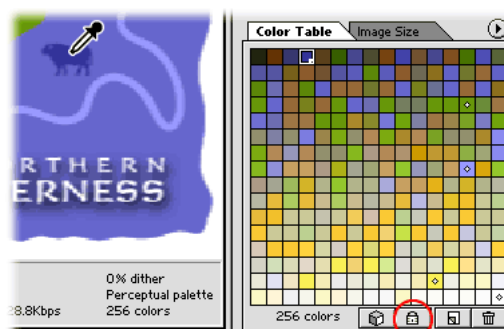 RTHERN
ERNESS
0% dither
Perceptual palette
28.8Kbps
256 colors
Color Table
Image Size
256 colors